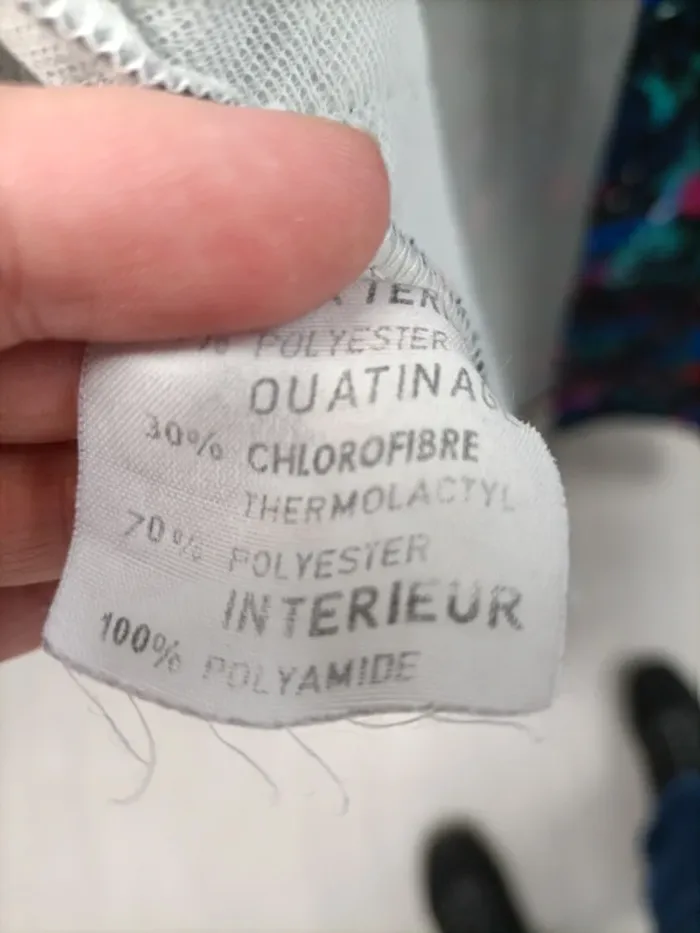 % POLYESTER
OUATINAG
30% CHLOROFIBRE
THERMOLACTYL
70% POLYESTER
INTERIEUR
100% POLYAMIDE